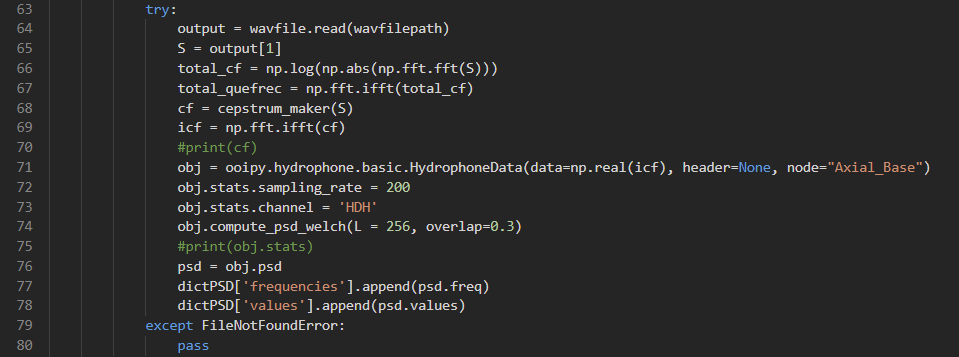 63 try:
64 output = wavfile.read(wavfilepath)
65 S = output[1]
66 total_cf = np.log(np.abs(np.fft.fft(S)))
67 total_quefrec = np.fft.ifft(total_cf)
68 cf = cepstrum_maker(S)
69 icf = np.fft.ifft(cf)
70 #print(cf)
71 obj = ooipy.hydrophone.basic.HydrophoneData(data=np.real(icf), header=None, node="Axial_Base")
72 obj.stats.sampling_rate = 200
73 obj.stats.channel = 'HDH'
74 obj.compute_psd_welch(L = 256, overlap=0.3)
75 #print(obj.stats)
76 psd = obj.psd
77 dictPSD['frequencies'].append(psd.freq)
78 dictPSD['values'].append(psd.values)
79 except FileNotFoundError:
80 pass